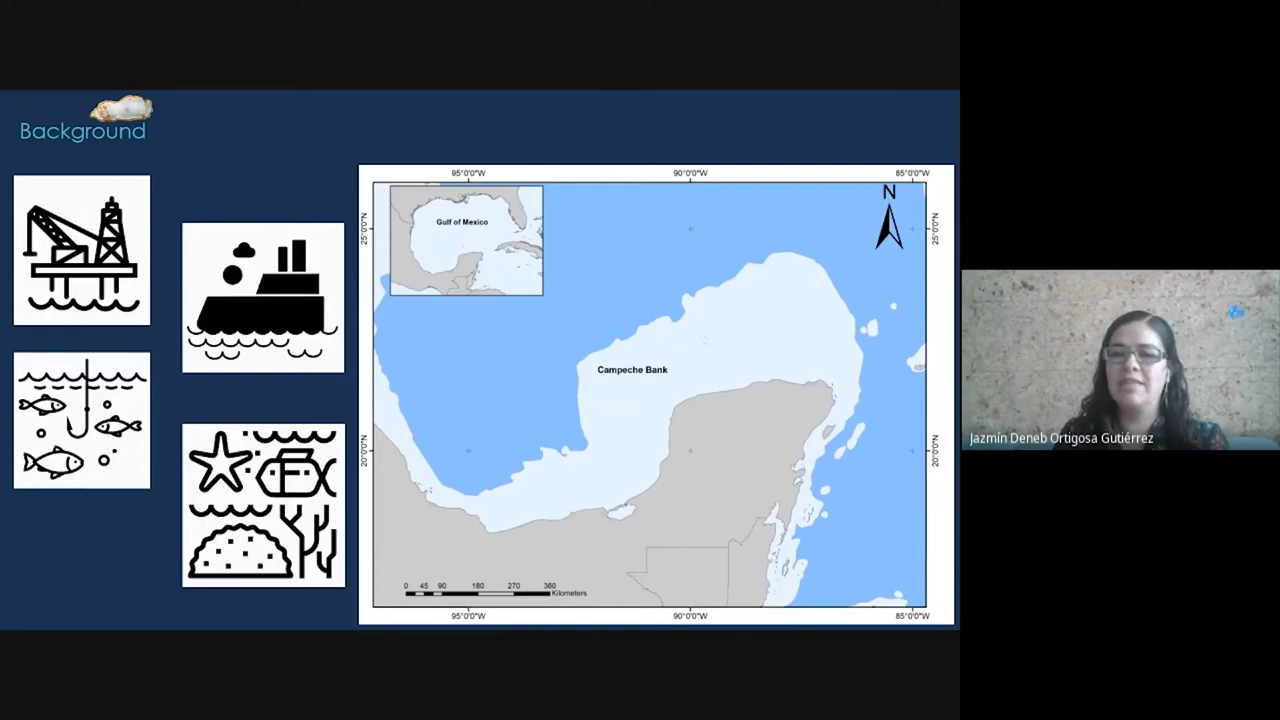 Background
95°0'0"W 90°0'0"W 85°0'0"W
N
Gulf of Mexico
25°0'0"N 25°0'0"N
Campeche Bank
20°0'0"N 20°0'0"N
0 45 90 180 270 360
Kilometers
95°0'0"W 90°0'0"W 85°0'0"W
Jazmín Deneb Ortigosa Gutiérrez